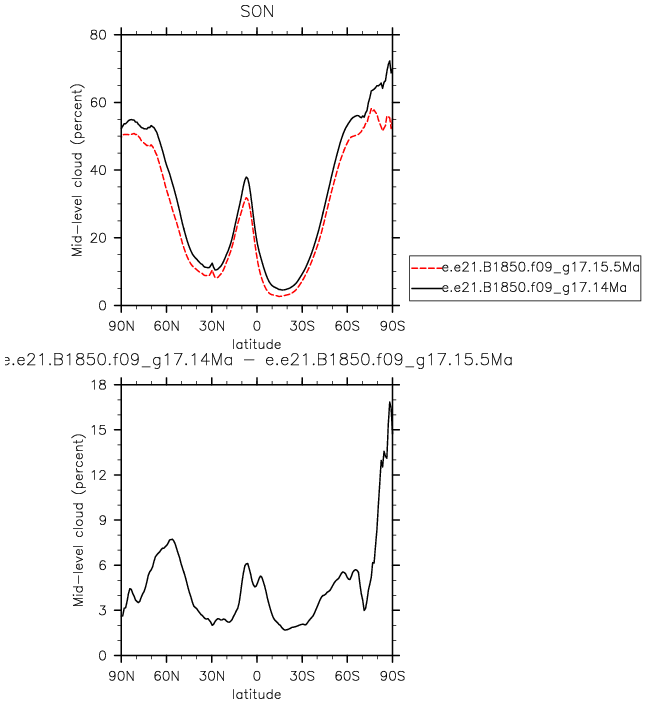 SON
80
60
40
20
0
Mid-level cloud (percent)
90N 60N 30N 0 30S 60S 90S
latitude
e.e21.B1850.f09_g17.15.5Ma
e.e21.B1850.f09_g17.14Ma
e.e21.B1850.f09_g17.14Ma - e.e21.B1850.f09_g17.15.5Ma
18
15
12
9
6
3
0
Mid-level cloud (percent)
90N 60N 30N 0 30S 60S 90S
latitude